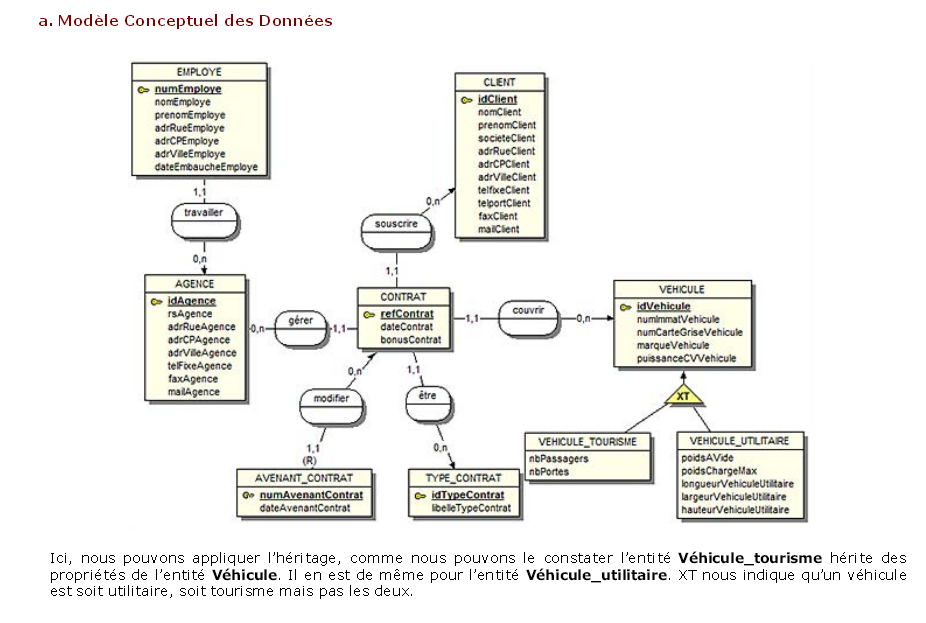 a. Modèle Conceptuel des Données
EMPLOYE
numEmploye
nomEmploye
prenomEmploye
adrRueEmploye
adrCPEmploye
adrVilleEmploye
dateEmbaucheEmploye
CLIENT
idClient
nomClient
prenomClient
societeClient
adrRueClient
adrCPClient
adrVilleClient
telfixeClient
telportClient
faxClient
mailClient
1,1
travailler
0,n
0,n
souscrire
1,1
AGENCE
idAgence
rsAgence
adrRueAgence
adrCPAgence
adrVilleAgence
telFixeAgence
faxAgence
mailAgence
0,n
gérer
1,1
CONTRAT
refContrat
dateContrat
bonusContrat
1,1
couvrir
0,n
VEHICULE
idVehicule
numImmatVehicule
numCarteGriseVehicule
marqueVehicule
puissanceCVVehicule
0,n
modifier
1,1
(R)
1,1
être
0,n
XT
AVENANT_CONTRAT
numAvenantContrat
dateAvenantContrat
TYPE_CONTRAT
idTypeContrat
libelleTypeContrat
VEHICULE_TOURISME
nbPassagers
nbPortes
VEHICULE_UTILITAIRE
poidsAVide
poidsChargeMax
longueurVehiculeUtilitaire
largeurVehiculeUtilitaire
hauteurVehiculeUtilitaire
Ici, nous pouvons appliquer l'héritage, comme nous pouvons le constater l'entité Véhicule_tourisme hérite des
propriétés de l'entité Véhicule. Il en est de même pour l'entité Véhicule_utilitaire. XT nous indique qu'un véhicule
est soit utilitaire, soit tourisme mais pas les deux.